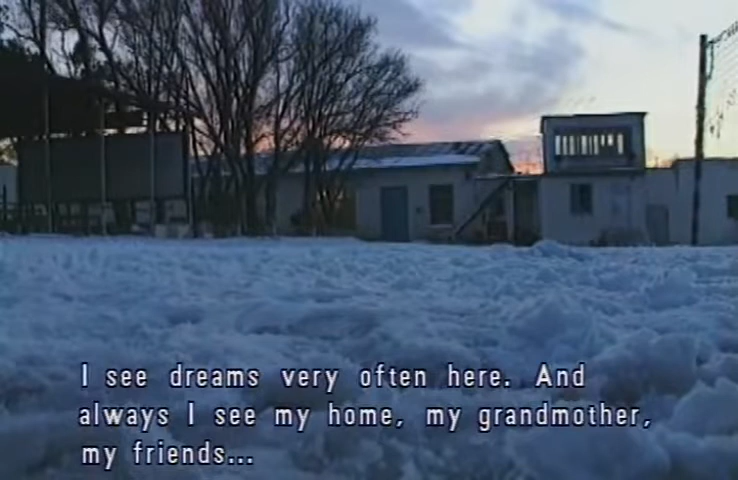 I see dreams very often here. And
always I see my home, my grandmother,
my friends...